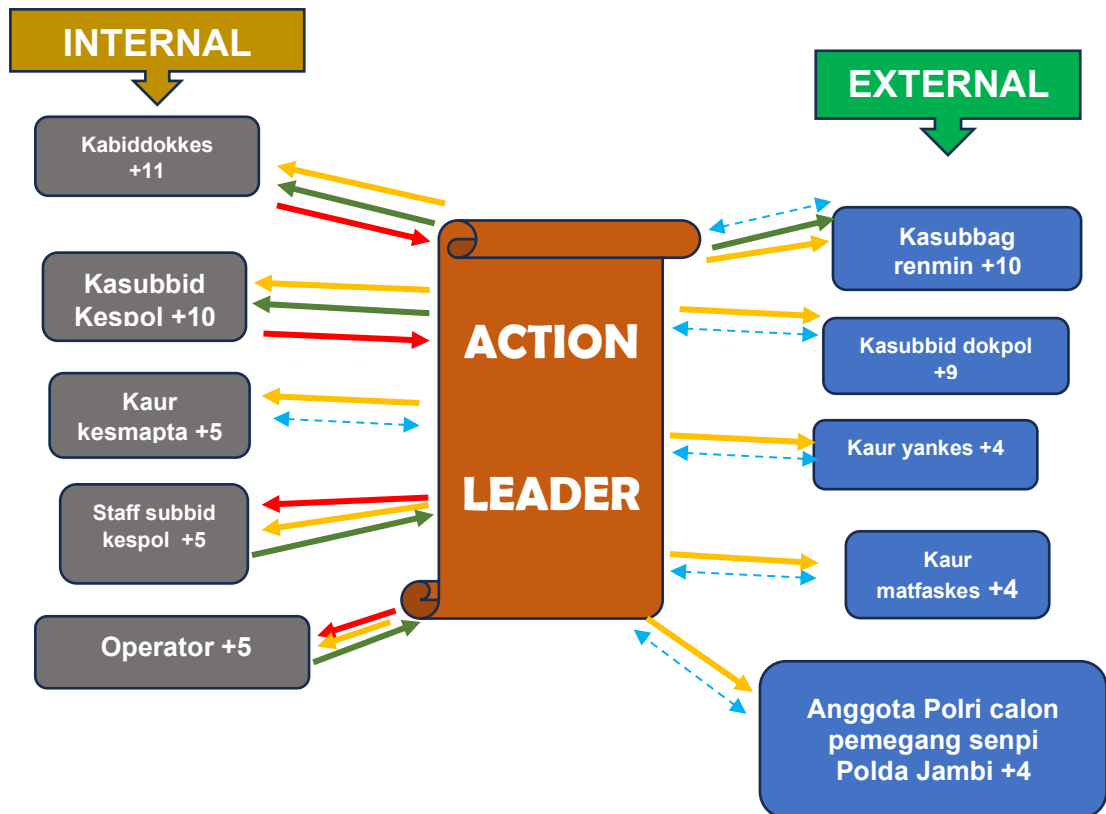 INTERNAL
EXTERNAL
Kabiddokkes
+11
Kasubbid
Kespol +10
Kaur
kesmapta +5
Staff subbid
kespol +5
Operator +5
ACTION
LEADER
Kasubbag
renmin +10
Kasubbid dokpol
+9
Kaur yankes +4
Kaur
matfaskes +4
Anggota Polri calon
pemegang senpi
Polda Jambi +4